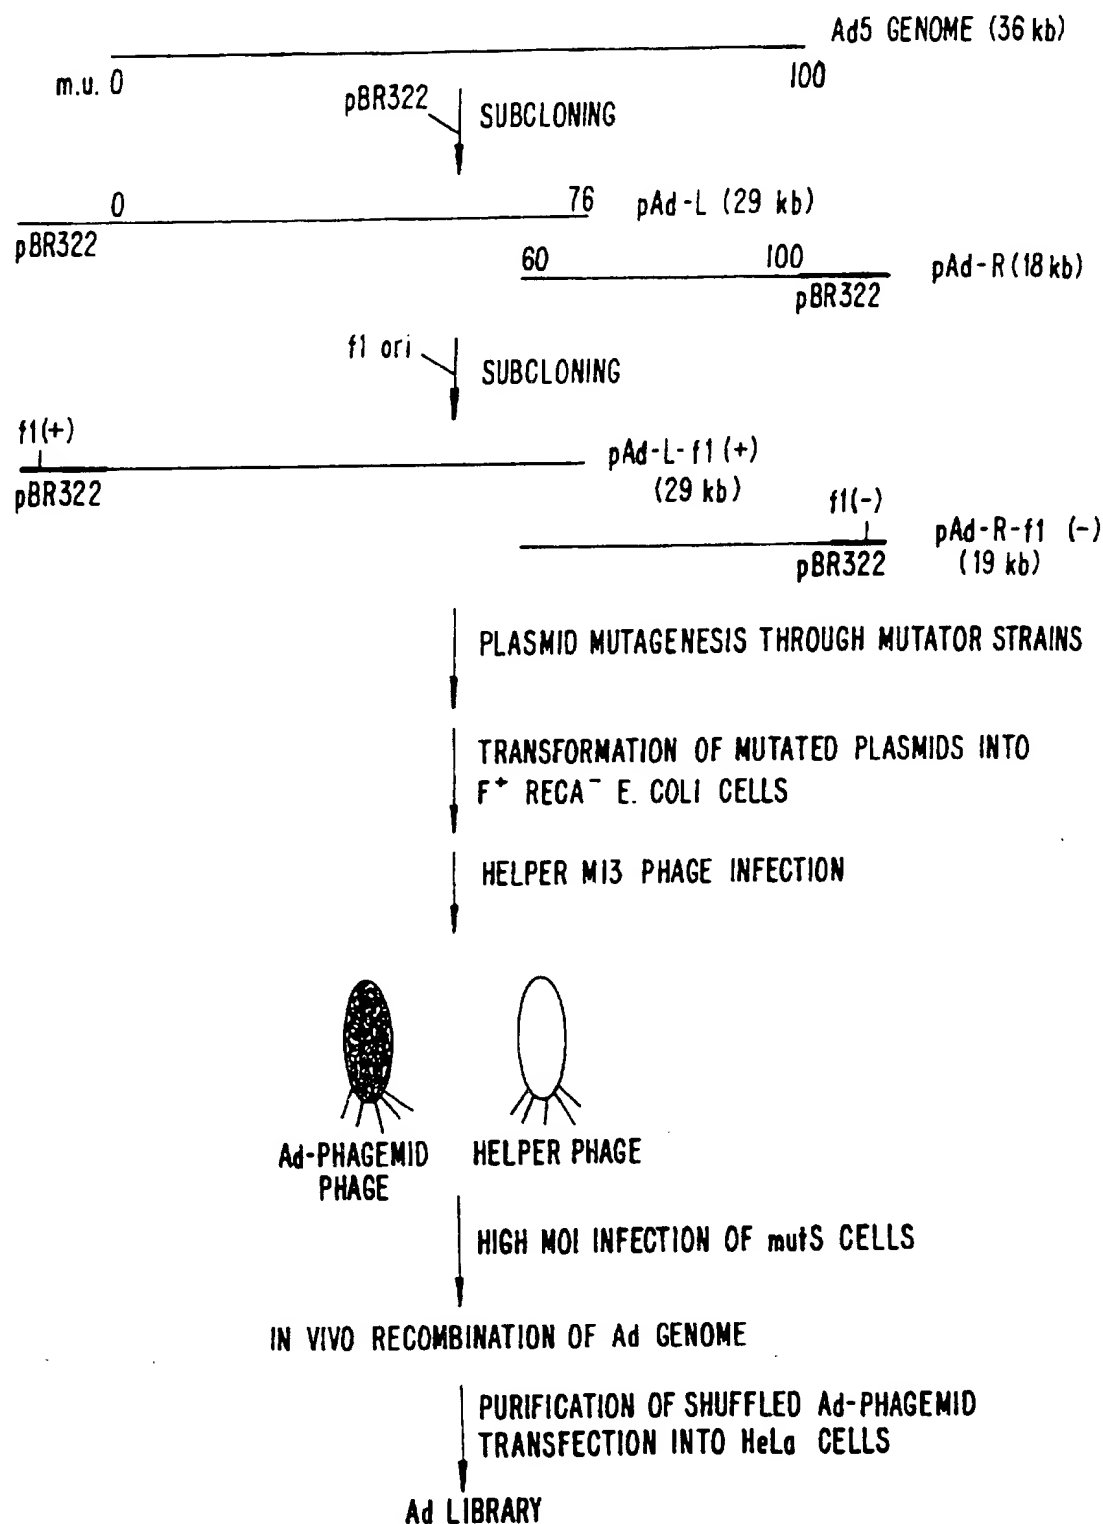 Ad5 GENOME (36 kb)
m.u. 0
100
pBR322
SUBCLONING
0
76
pAd-L (29 kb)
pBR322
60
100
pAd-R (18 kb)
pBR322
f1 ori
SUBCLONING
f1(+)
pBR322
pAd-L-f1 (+)
(29 kb)
f1(-)
pBR322
pAd-R-f1 (-)
(19 kb)
PLASMID MUTAGENESIS THROUGH MUTATOR STRAINS
TRANSFORMATION OF MUTATED PLASMIDS INTO
F+ RECA- E. COLI CELLS
HELPER M13 PHAGE INFECTION
Ad-PHAGEMID
PHAGE
HELPER PHAGE
HIGH MOI INFECTION OF mutS CELLS
IN VIVO RECOMBINATION OF Ad GENOME
PURIFICATION OF SHUFFLED Ad-PHAGEMID
TRANSFECTION INTO HeLa CELLS
Ad LIBRARY